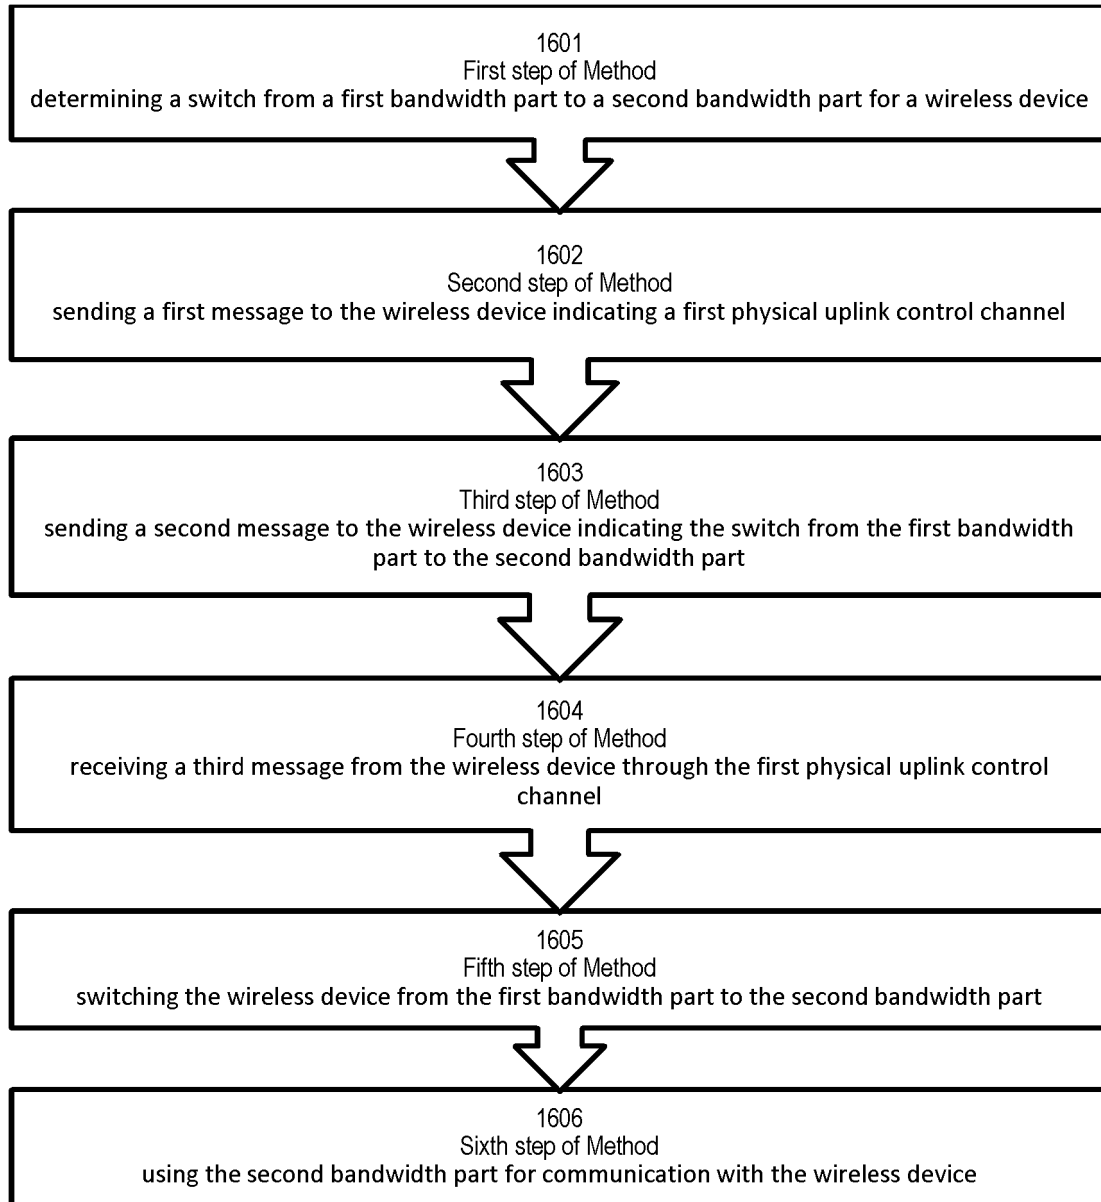 1601
First step of Method
determining a switch from a first bandwidth part to a second bandwidth part for a wireless device
1602
Second step of Method
sending a first message to the wireless device indicating a first physical uplink control channel
1603
Third step of Method
sending a second message to the wireless device indicating the switch from the first bandwidth
part to the second bandwidth part
1604
Fourth step of Method
receiving a third message from the wireless device through the first physical uplink control
channel
1605
Fifth step of Method
switching the wireless device from the first bandwidth part to the second bandwidth part
1606
Sixth step of Method
using the second bandwidth part for communication with the wireless device